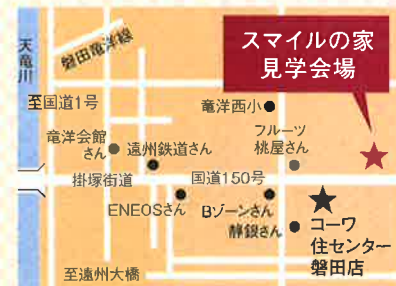 スマイルの家
見学会場
天竜川
磐田竜洋線
至国道1号
竜洋西小
竜洋会館
さん
遠州鉄道さん
フルーツ
桃屋さん
掛塚街道
国道150号
ENEOSさん
Bゾーンさん
静銀さん
コーワ
住センター
磐田店
至遠州大橋